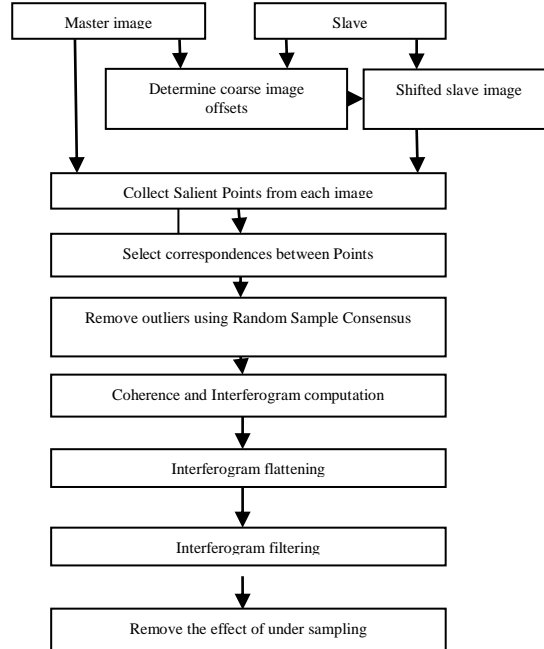 Master image
Slave
Determine coarse image
offsets
Shifted slave image
Collect Salient Points from each image
Select correspondences between Points
Remove outliers using Random Sample Consensus
Coherence and Interferogram computation
Interferogram flattening
Interferogram filtering
Remove the effect of under sampling